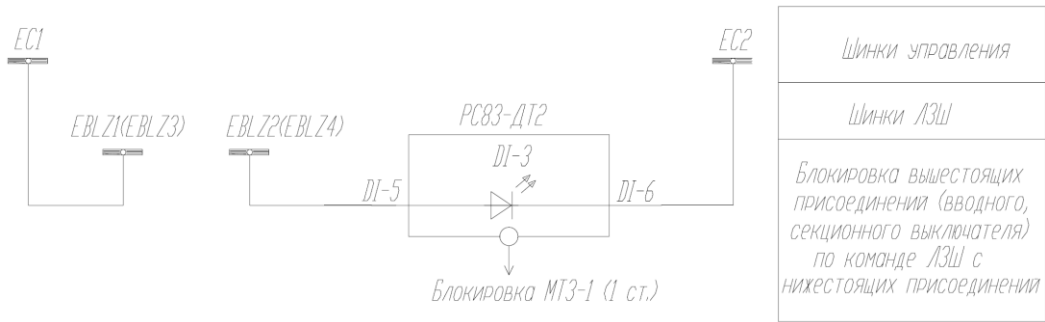 EC1
EC2
EBLZ1(EBLZ3)
EBLZ2(EBLZ4)
РС83-ДТ2
DI-3
DI-5
DI-6
Блокировка МТЗ-1 (1 ст.)
Шинки управления
Шинки ЛЗШ
Блокировка вышестоящих
присоединений (вводного,
секционного выключателя)
по команде ЛЗШ с
нижестоящих присоединений